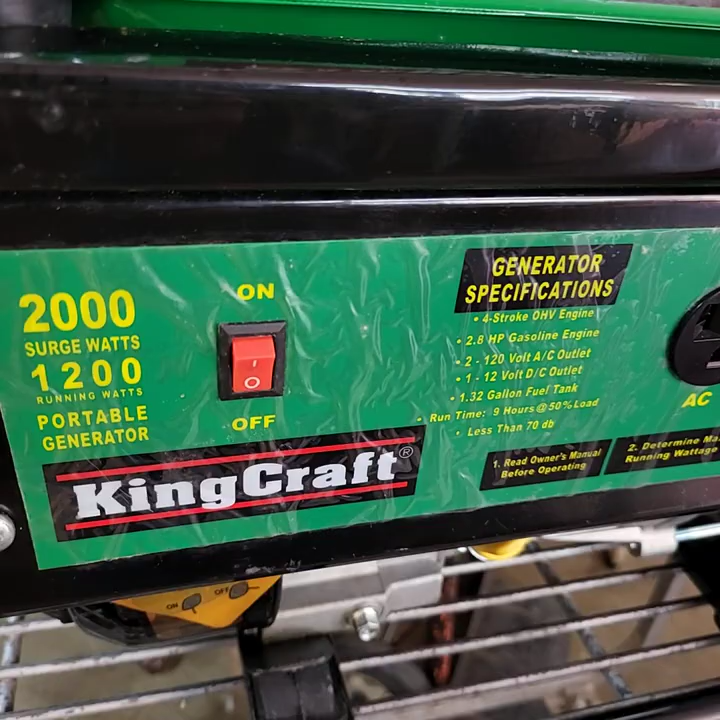 2000
SURGE WATTS
1200
RUNNING WATTS
PORTABLE
GENERATOR
ON
OFF
KingCraft®
GENERATOR
SPECIFICATIONS
• 4-Stroke OHV Engine
• 2.8 HP Gasoline Engine
• 2 - 120 Volt A/C Outlet
• 1 - 12 Volt D/C Outlet
• 1.32 Gallon Fuel Tank
• Run Time: 9 Hours @ 50% Load
• Less Than 70 db
1. Read Owner's Manual
Before Operating
2. Determine
Running Wattage
AC
ON OFF